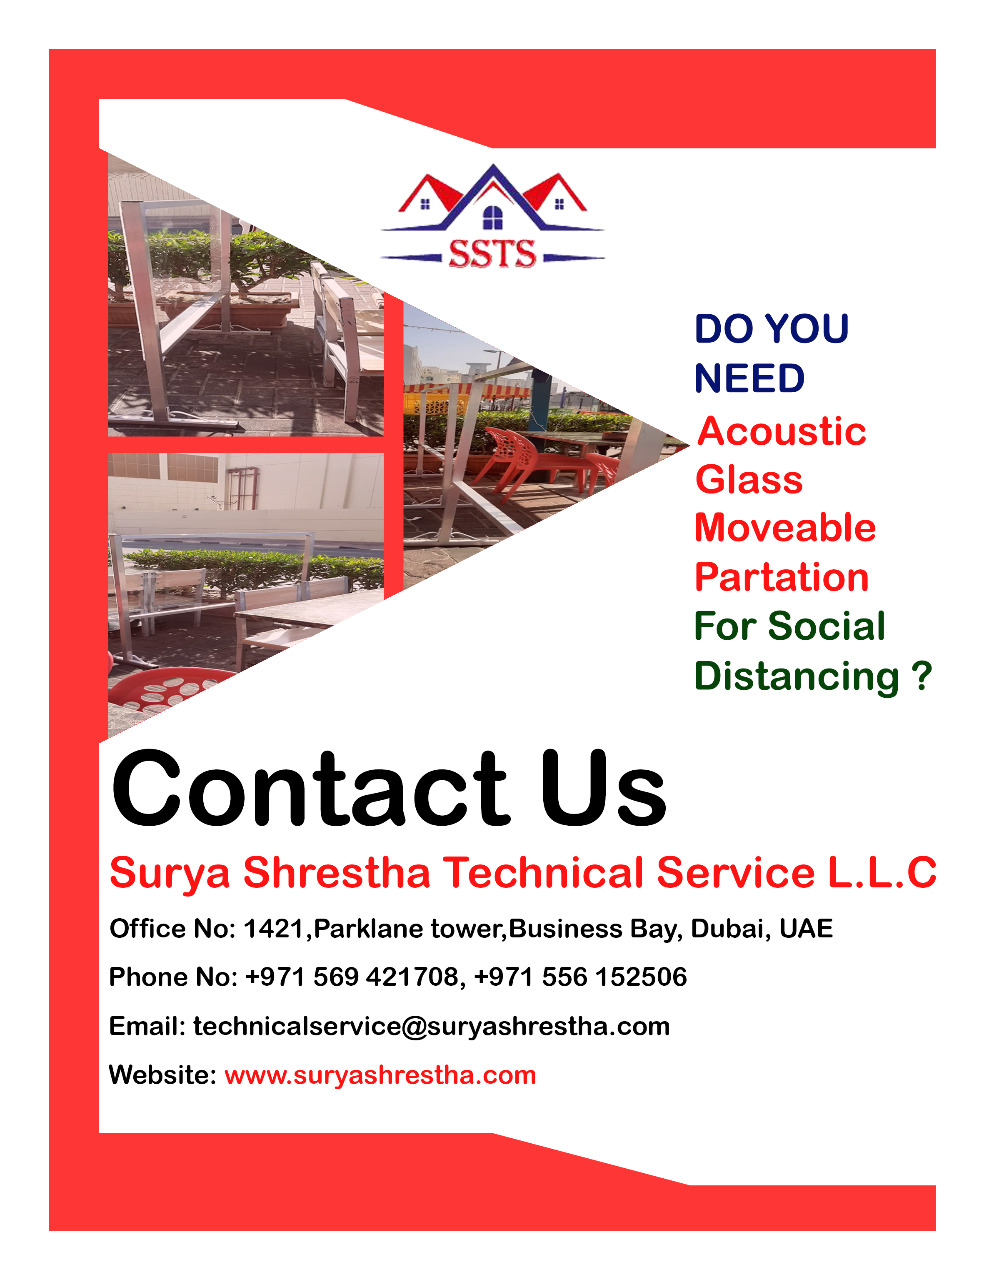 SSTS
DO YOU
NEED
Acoustic
Glass
Moveable
Partation
For Social
Distancing ?
Contact Us
Surya Shrestha Technical Service L.L.C
Office No: 1421,Parklane tower,Business Bay, Dubai, UAE
Phone No: +971 569 421708, +971 556 152506
Email: technicalservice@suryashrestha.com
Website: www.suryashrestha.com